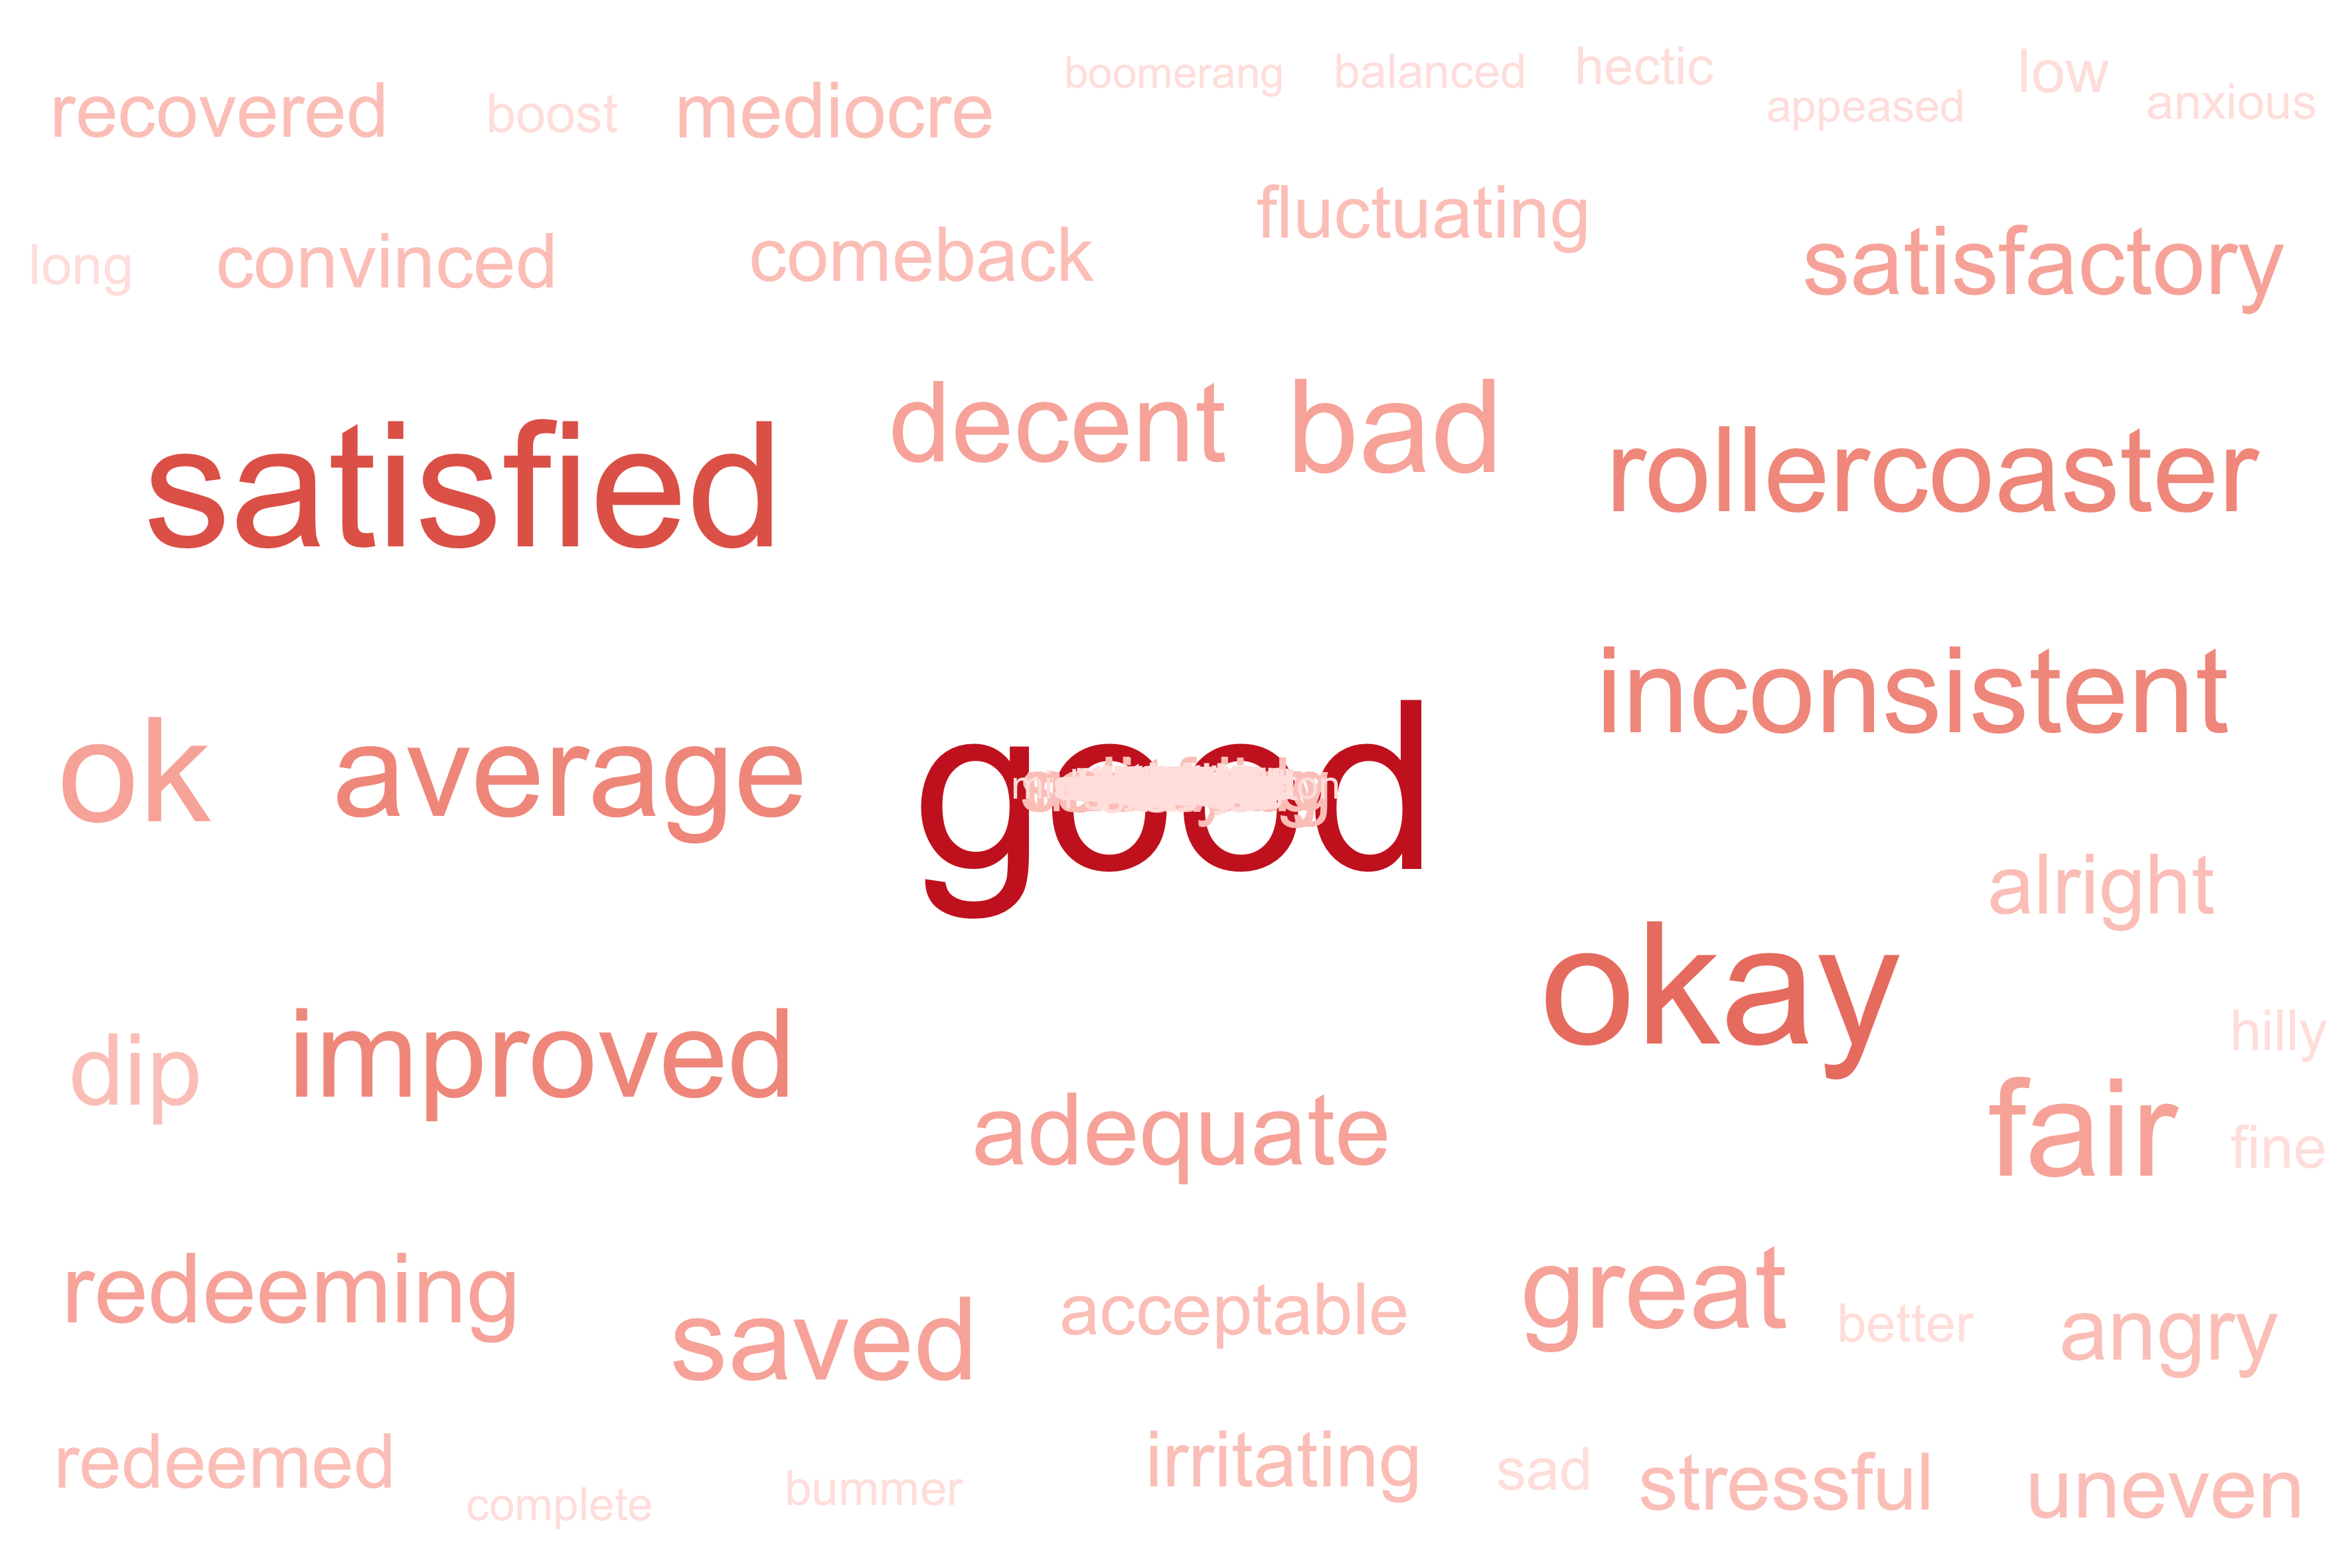 boomerang balanced hectic low
recovered boost mediocre appeased anxious
fluctuating
long convinced comeback satisfactory
decent bad
satisfied rollercoaster
inconsistent
ok average good
alright
okay
dip improved hilly
adequate fair fine
redeeming acceptable great better angry
saved
redeemed irritating sad stressful uneven
complete bummer